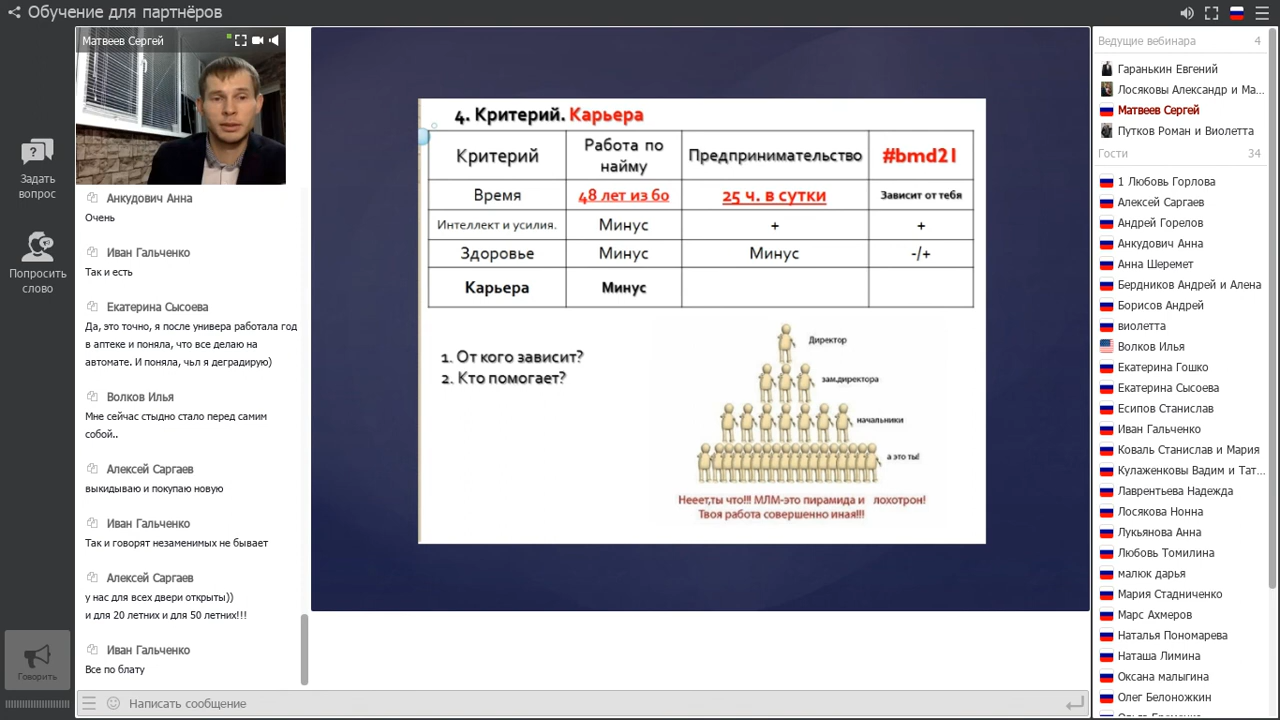 Обучение для партнёров
Матвеев Сергей
Задать
вопрос
Попросить
слово
Говорить
Анкудович Анна
Очень
Иван Гальченко
Так и есть
Екатерина Сысоева
Да, это точно, я после универа работала год
в аптеке и поняла, что все делаю на
автомате. И поняла, чья я деградирую)
Волков Илья
Мне сейчас стыдно стало перед самим
собой..
Алексей Саргаев
выкидываю и покупаю новую
Иван Гальченко
Так и говорят незаменимых не бывает
Алексей Саргаев
у нас для всех двери открыты))
и для 20 летних и для 50 летних!!!
Иван Гальченко
Все по блату
Написать сообщение
4. Критерий. Карьера
Критерий Работа по найму Предпринимательство #bmd21
Время 48 лет из 60 25 ч. в сутки Зависит от тебя
Интеллект и усилия. Минус + +
Здоровье Минус Минус -/+
Карьера Минус
1. От кого зависит?
2. Кто помогает?
Директор
зам.директора
начальники
а это ты!
Нееет,ты что!!! МЛМ-это пирамида и лохотрон!
Твоя работа совершенно иная!!!
Ведущие вебинара 4
Гаранькин Евгений
Лосяковы Александр и Ма...
Матвеев Сергей
Путков Роман и Виолетта
Гости 34
1 Любовь Горлова
Алексей Саргаев
Андрей Горелов
Анкудович Анна
Анна Шеремет
Бердников Андрей и Алена
Борисов Андрей
виолетта
Волков Илья
Екатерина Гошко
Екатерина Сысоева
Есипов Станислав
Иван Гальченко
Коваль Станислав и Мария
Кулаженковы Вадим и Тат...
Лаврентьева Надежда
Лосякова Нонна
Лукьянова Анна
Любовь Томилина
малюк дарья
Мария Стадниченко
Марс Ахмеров
Наталья Пономарева
Наташа Лимина
Оксана малыгина
Олег Белоножкин